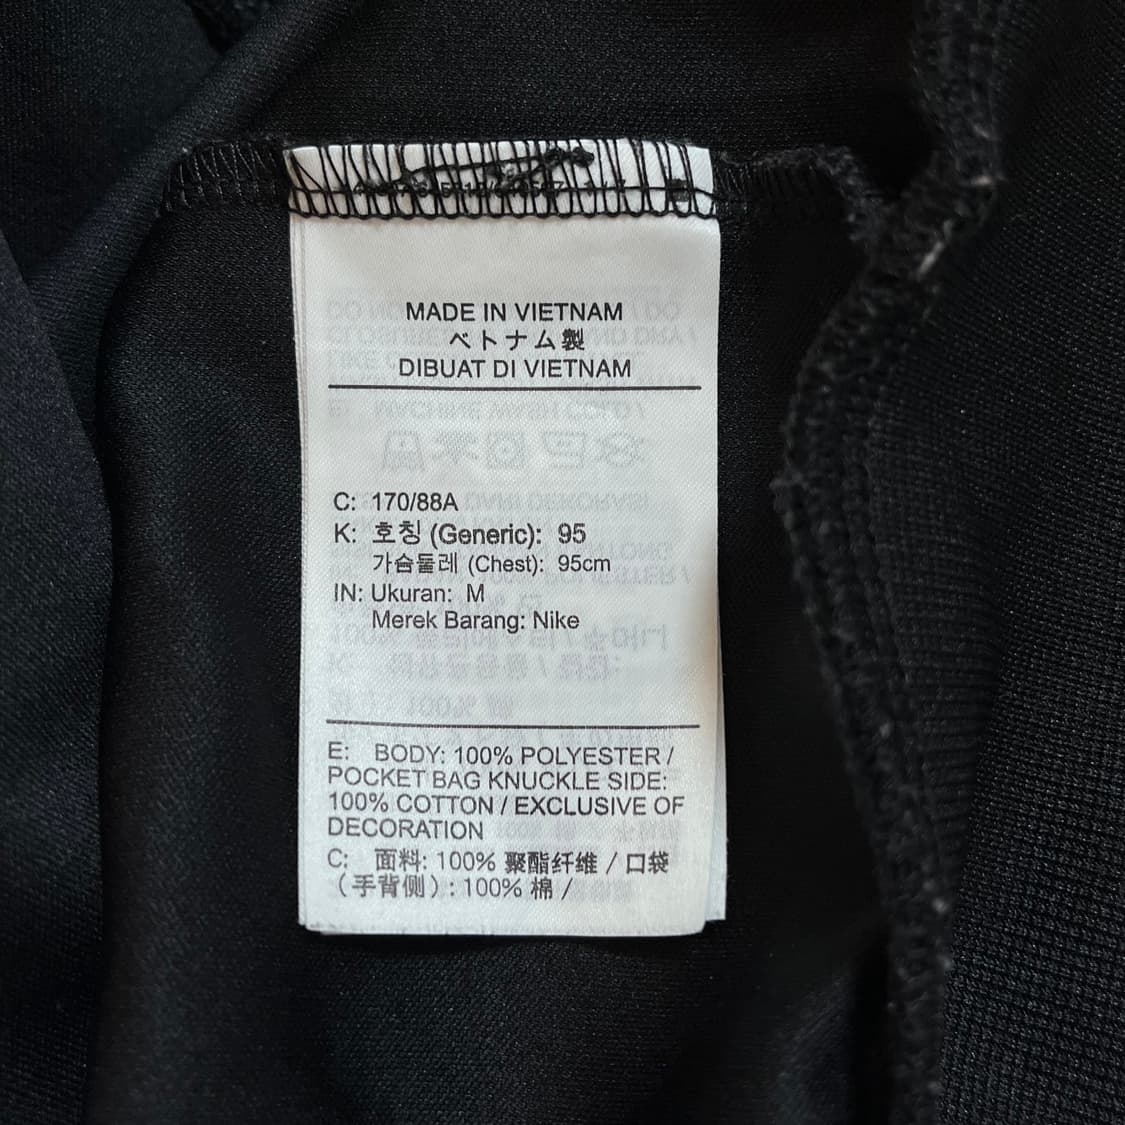 MADE IN VIETNAM
ベトナム製
DIBUAT DI VIETNAM
C: 170/88A
K: 호칭 (Generic): 95
가슴둘레 (Chest): 95cm
IN: Ukuran: M
Merek Barang: Nike
E: BODY: 100% POLYESTER /
POCKET BAG KNUCKLE SIDE:
100% COTTON / EXCLUSIVE OF
DECORATION
C: 面料: 100% 聚酯纤维 / 口袋
（手背侧）: 100% 棉 /